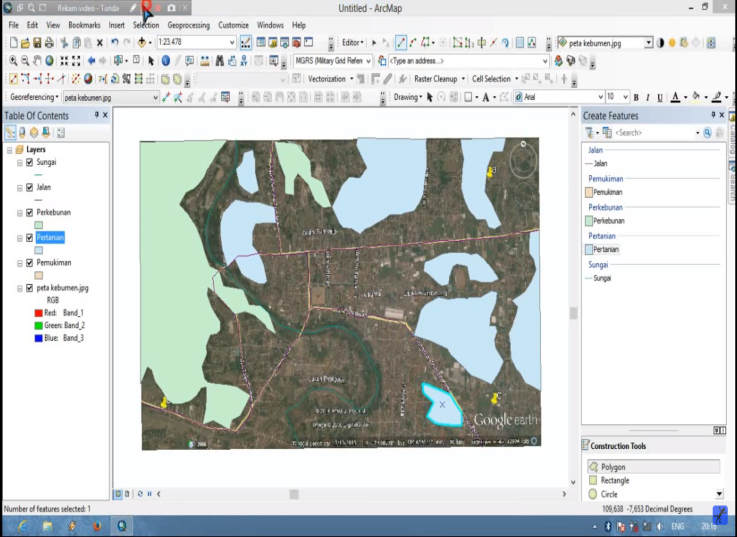 Rekam video - Tunda
Untitled - ArcMap
File Edit View Bookmarks Insert Selection Geoprocessing Customize Windows Help
1:23.478
Editor
peta kebumen.jpg
MGRS (Military Grid Referen
<Type an address...>
Vectorization
Raster Cleanup
Cell Selection
Georeferencing
peta kebumen.jpg
Drawing
A
Arial
10
B I U A
Table Of Contents
Layers
Sungai
Jalan
Perkebunan
Pertanian
Pemukiman
peta kebumen.jpg
RGB
Red: Band_1
Green: Band_2
Blue: Band_3
Google earth
Create Features
<Search>
Jalan
Jalan
Pemukiman
Pemukiman
Perkebunan
Perkebunan
Pertanian
Pertanian
Sungai
Sungai
Catalog
Search
Construction Tools
Polygon
Rectangle
Circle
Number of features selected: 1
109,638 -7,653 Decimal Degrees
ENG